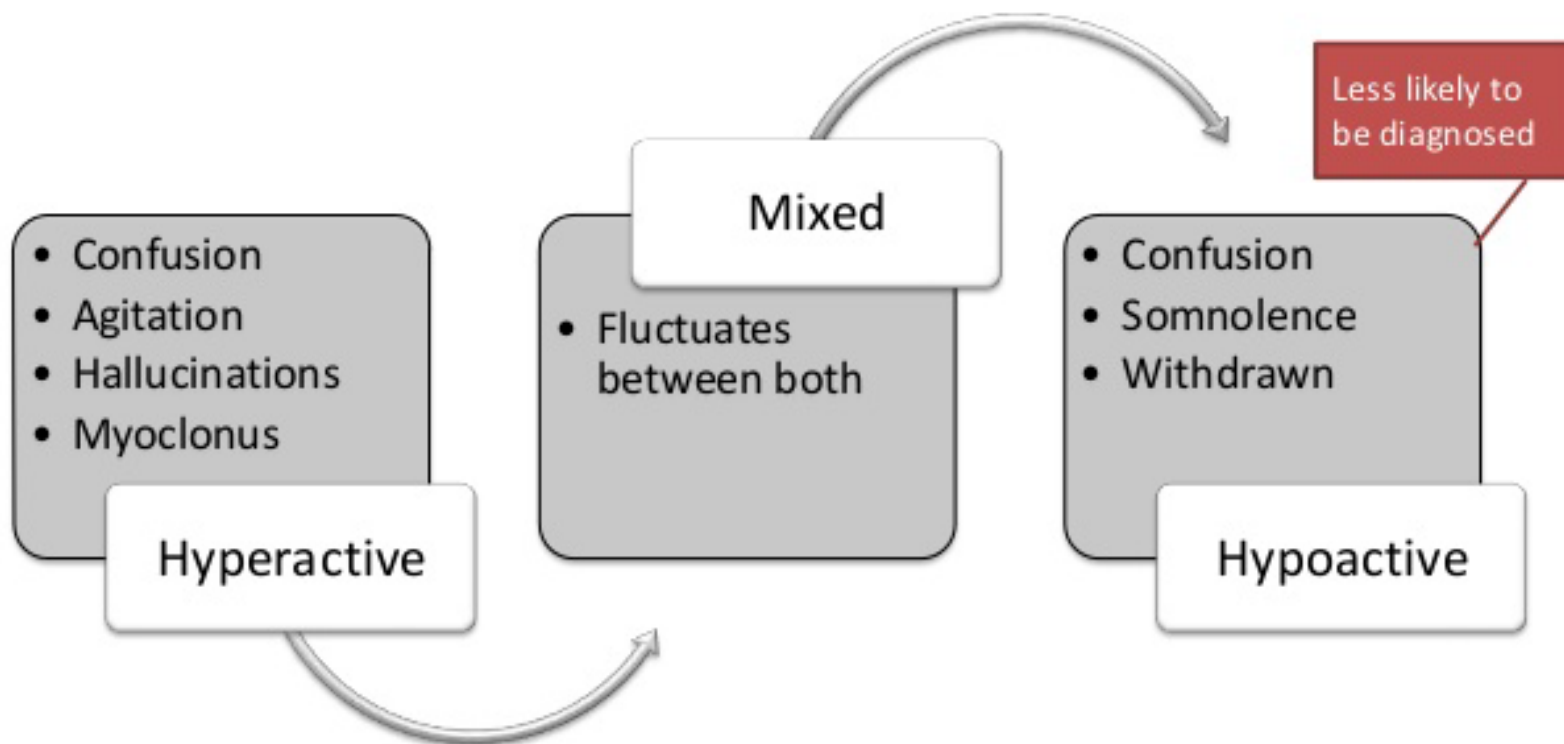 • Confusion
• Agitation
• Hallucinations
• Myoclonus
Hyperactive
Mixed
• Fluctuates
between both
Less likely to
be diagnosed
• Confusion
• Somnolence
• Withdrawn
Hypoactive